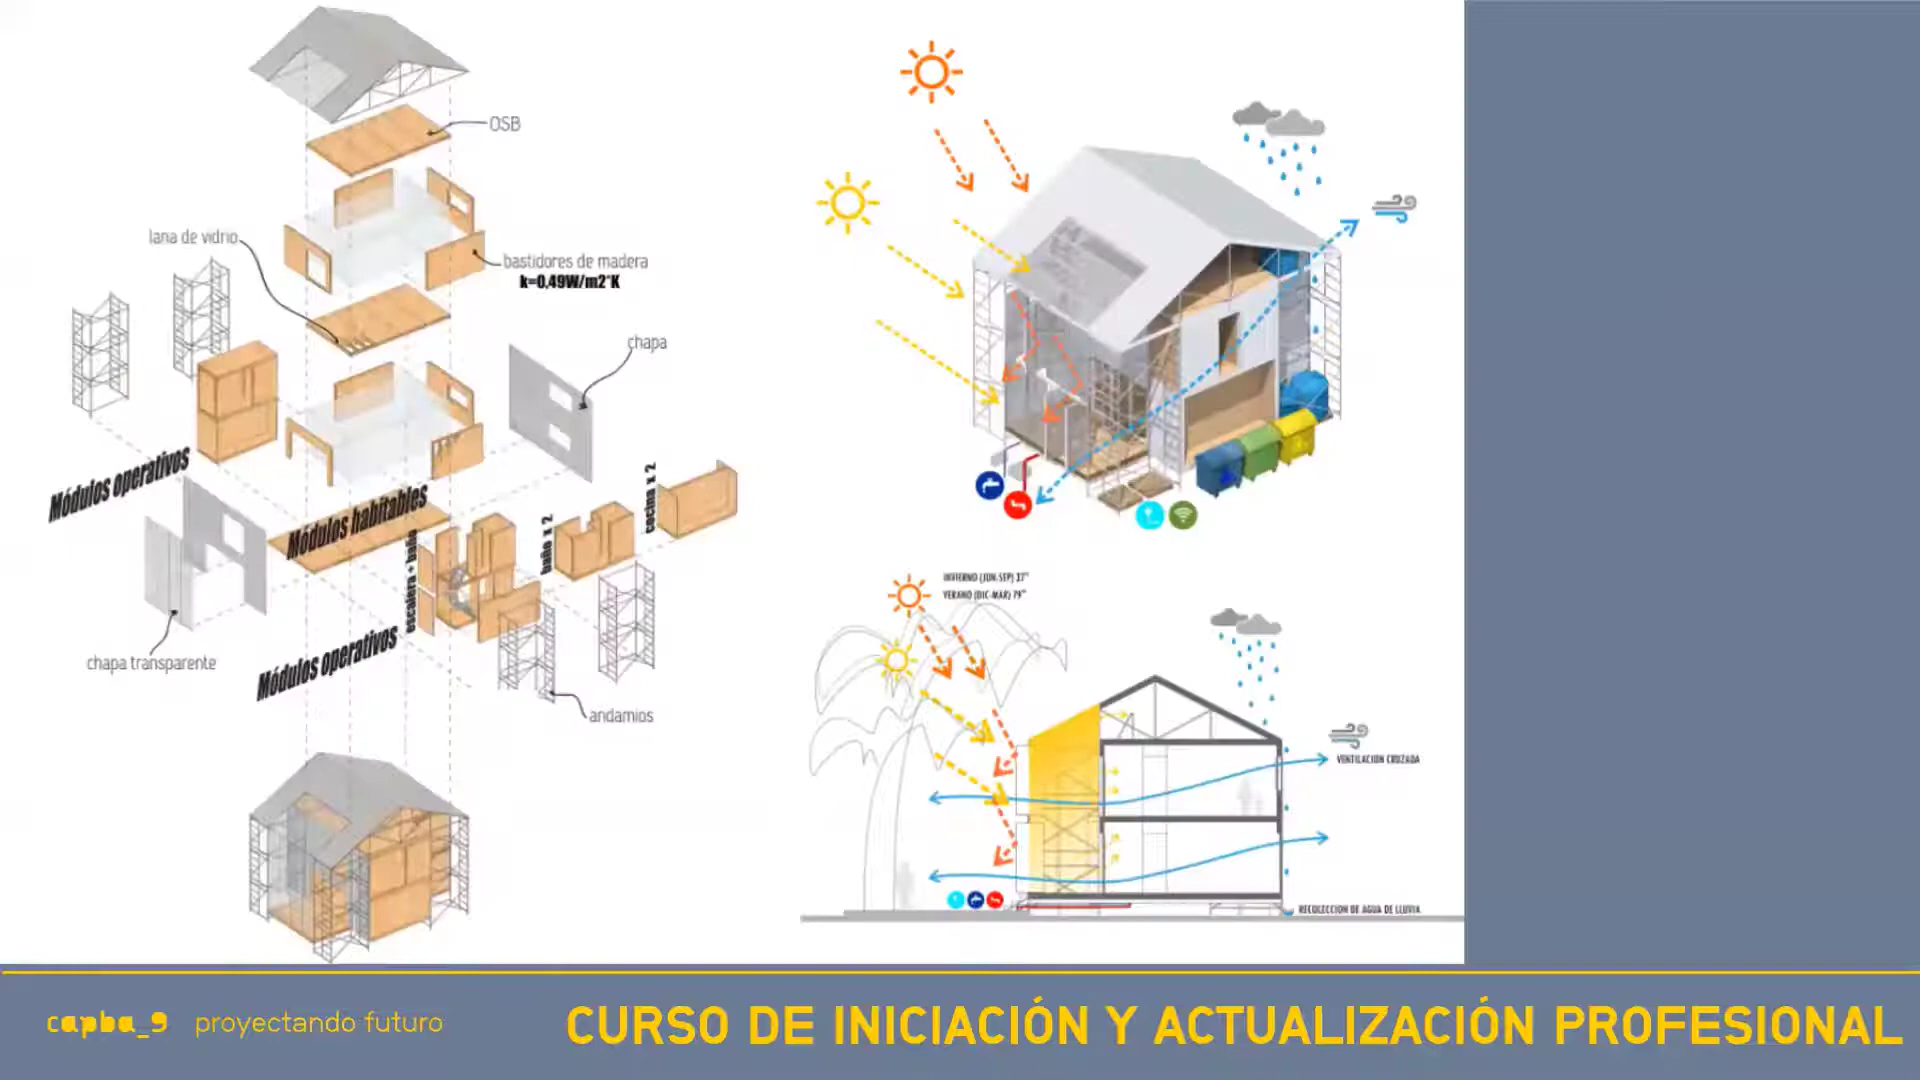 OSB
lana de vidrio
bastidores de madera
k=0,49W/m2*K
chapa
Módulos operativos
Módulos habitables
escalera + baño
baño x 2
cocina x 2
chapa transparente
Módulos operativos
andamios
INVIERNO (JUN-SEP) 37°
VERANO (DIC-MAR) 79°
VENTILACION CRUZADA
RECOLECCION DE AGUA DE LLUVIA
capba_9 proyectando futuro
CURSO DE INICIACIÓN Y ACTUALIZACIÓN PROFESIONAL